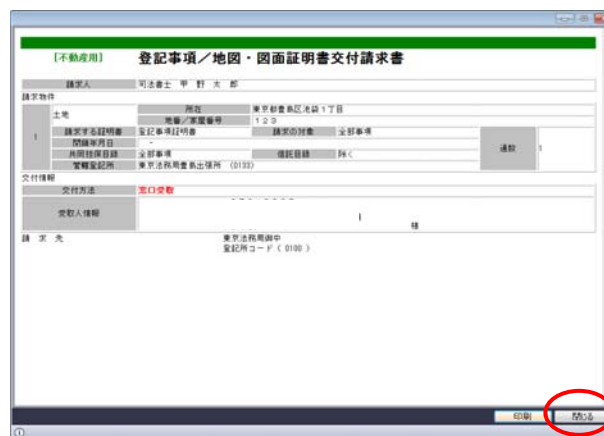 [不動産用] 登記事項／地図・図面証明書交付請求書
請求人 司法書士 甲 野 太 郎
請求物件
1 土地 所在 東京都豊島区池袋１丁目
地番／家屋番号 １２３
請求する証明書 登記事項証明書 請求の対象 全部事項 通数 1
閉鎖年月日 -
共同担保目録 全部事項 信託目録 除く
管轄登記所 東京法務局豊島出張所 (0133)
交付情報
交付方法 窓口受取
受取人情報
様
請 求 先 東京法務局御中
登記所コード（ 0100 ）
印刷 閉じる